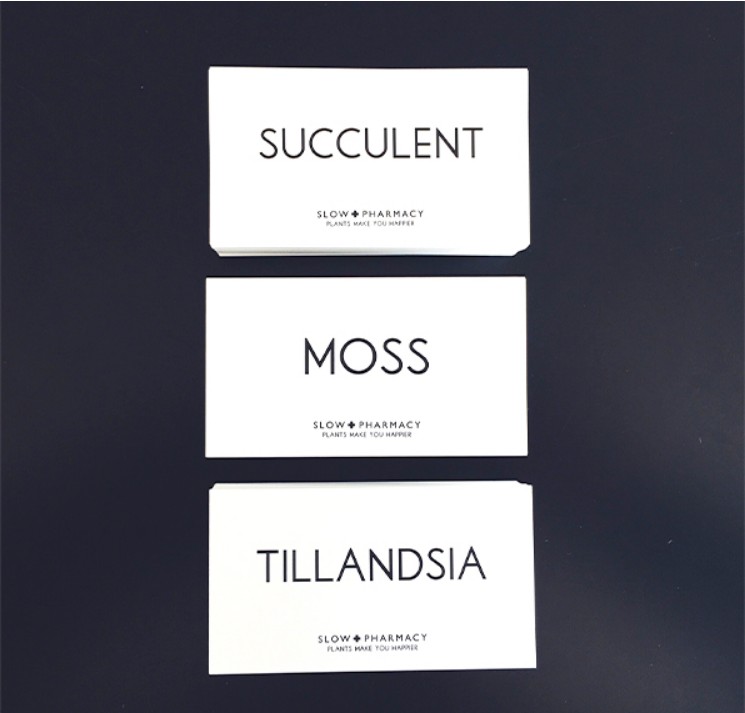 SUCCULENT
SLOW✚PHARMACY
PLANTS MAKE YOU HAPPIER
MOSS
SLOW✚PHARMACY
PLANTS MAKE YOU HAPPIER
TILLANDSIA
SLOW✚PHARMACY
PLANTS MAKE YOU HAPPIER